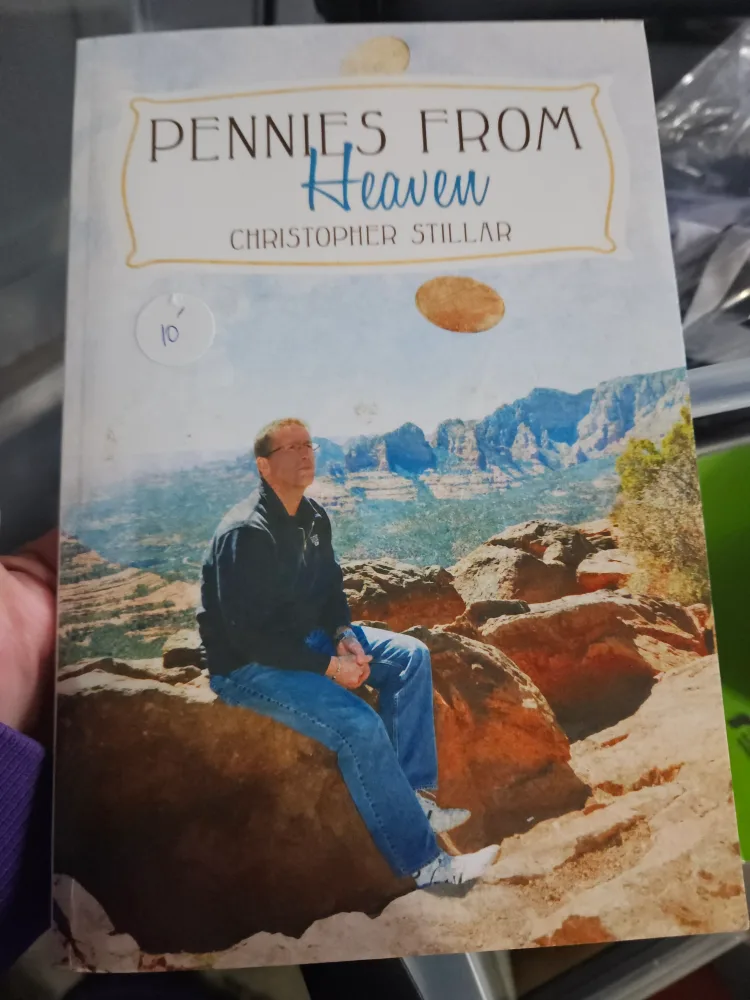 PENNIES FROM
Heaven
CHRISTOPHER STILLAR
10